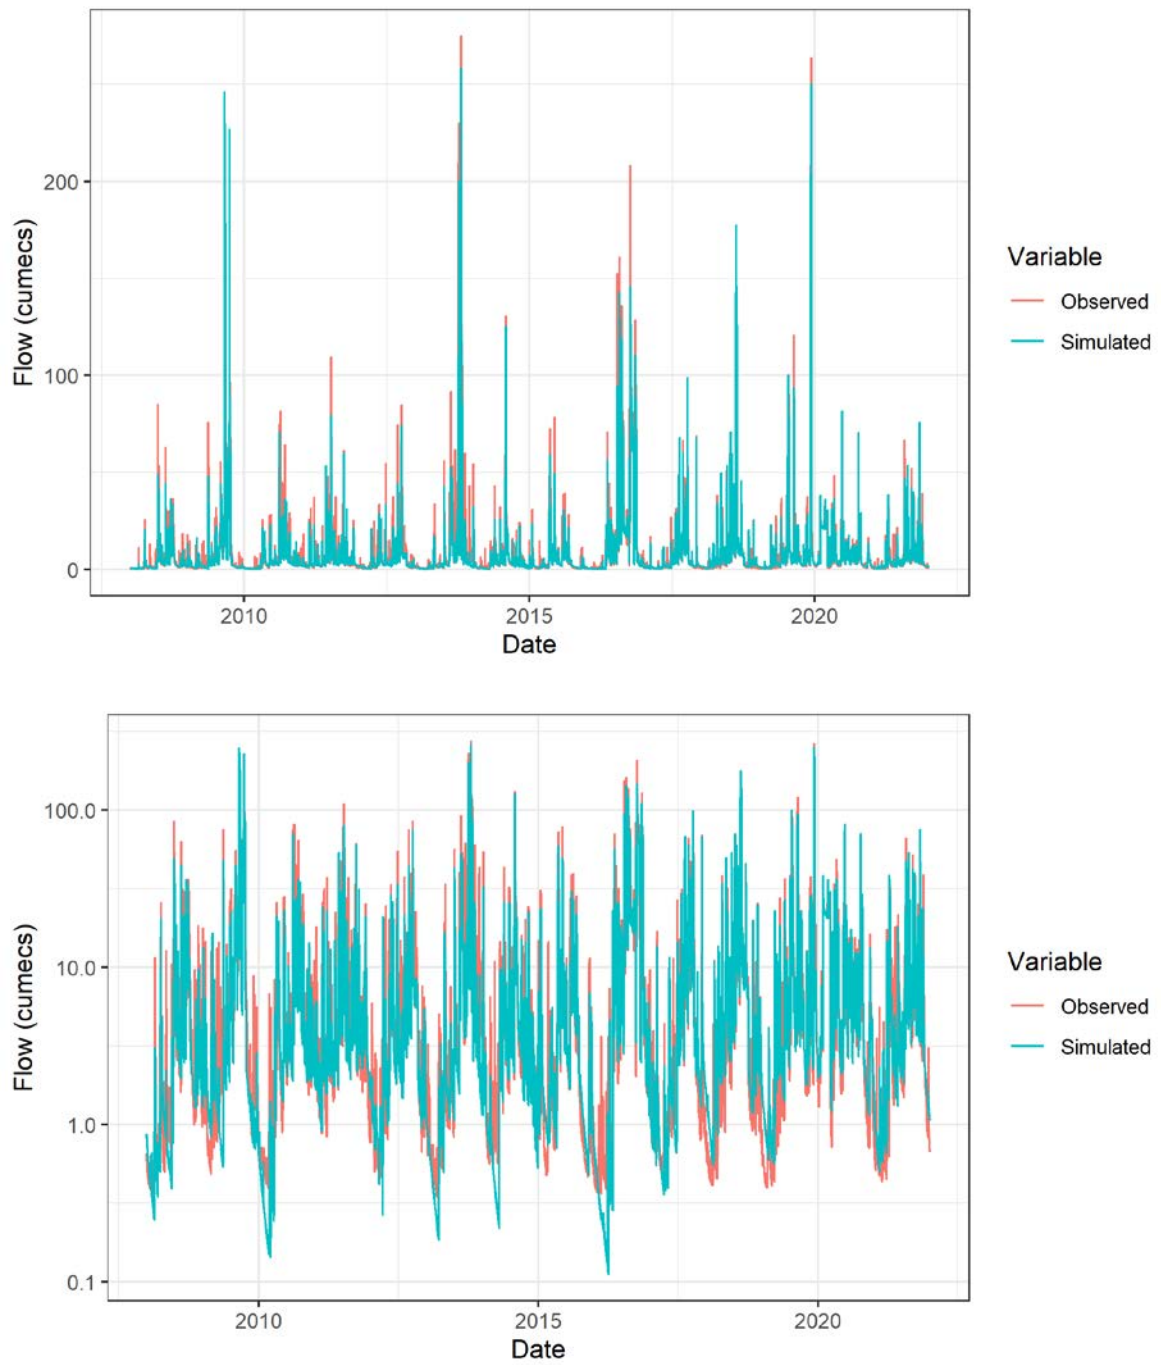 200
100
0
Flow (cumecs)
2010
2015
2020
Date
Variable
Observed
Simulated
100.0
10.0
1.0
0.1
Flow (cumecs)
2010
2015
2020
Date
Variable
Observed
Simulated